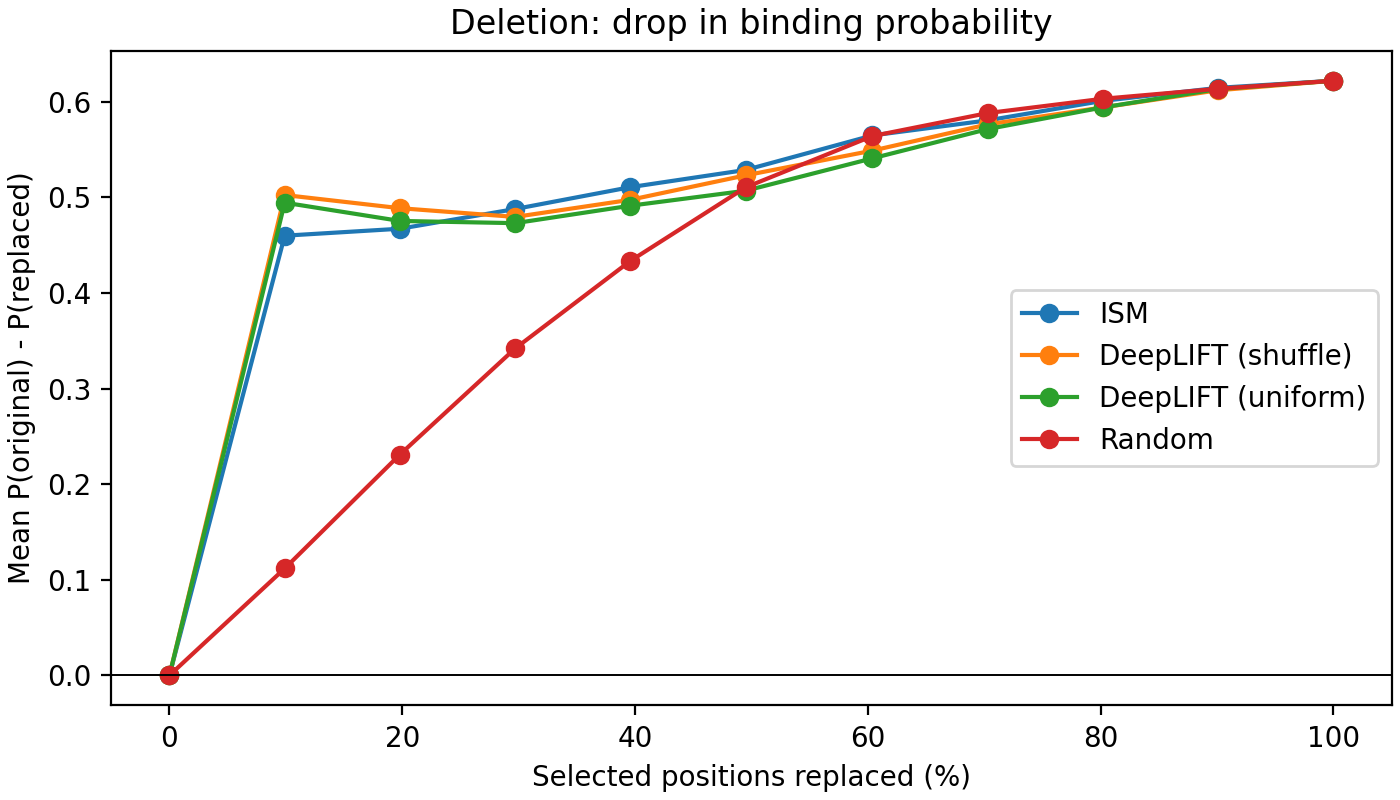 Deletion: drop in binding probability
Mean P(original) - P(replaced)
0.6
0.5
0.4
0.3
0.2
0.1
0.0
ISM
DeepLIFT (shuffle)
DeepLIFT (uniform)
Random
0 20 40 60 80 100
Selected positions replaced (%)